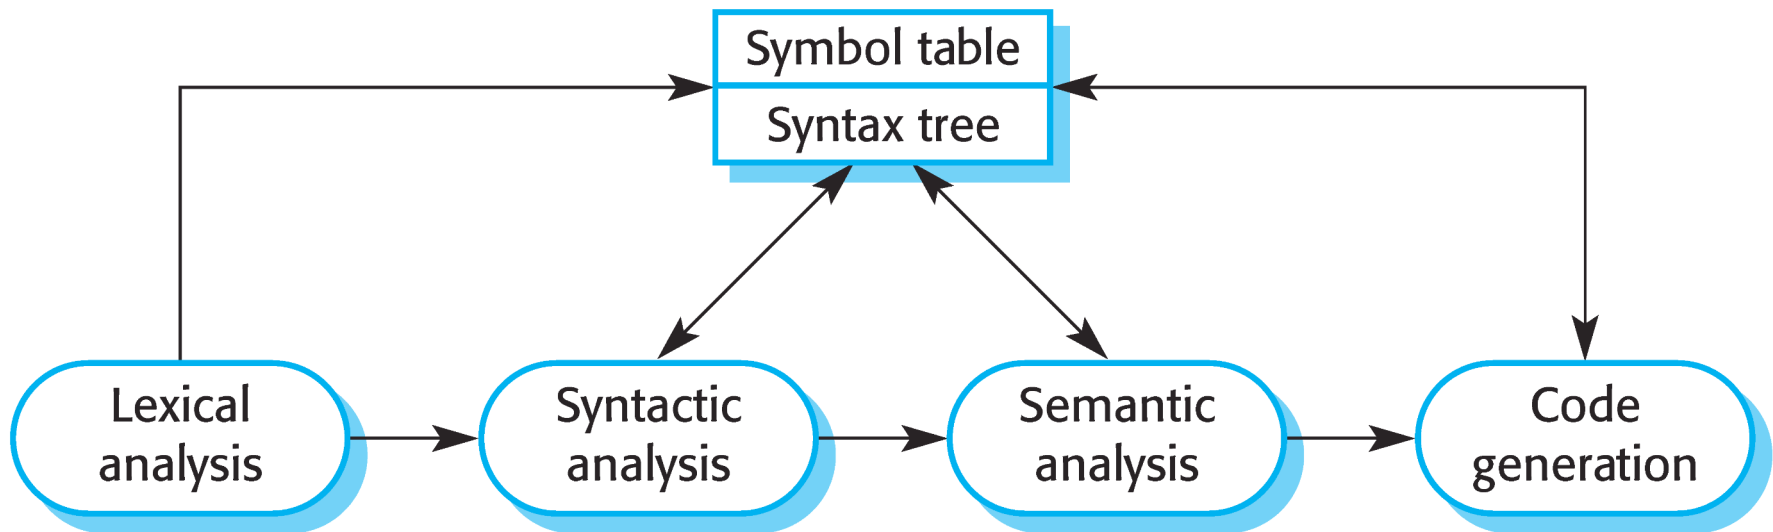 Symbol table
Syntax tree
Lexical
analysis
Syntactic
analysis
Semantic
analysis
Code
generation